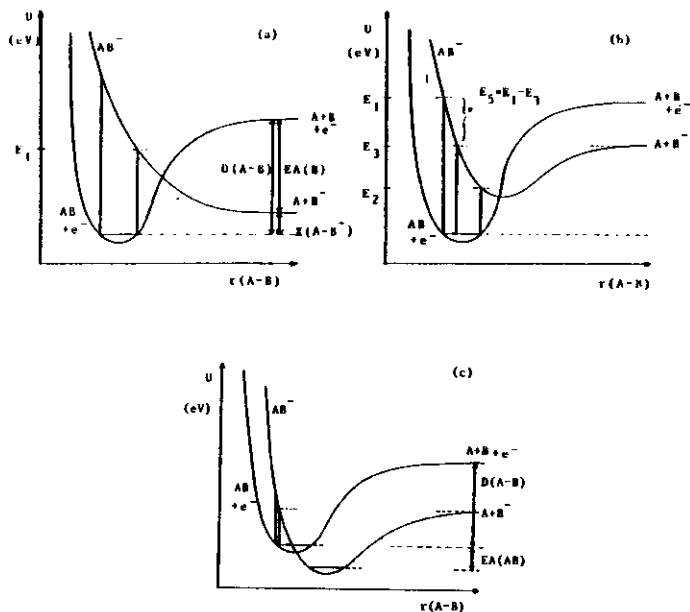 U
(eV)
AB⁻
(a)
E₁
A+B
+e⁻
D(A-B)
EA(B)
A+B⁻
AB
+e⁻
X(A-B⁻)
r(A-B)
U
(eV)
AB⁻
(b)
E₁
E₅=E₁-E₃
A+B
+e⁻
E₃
A+B⁻
E₂
AB
+e⁻
r(A-B)
U
(eV)
AB⁻
(c)
A+B+e⁻
D(A-B)
AB
+e⁻
A+B⁻
EA(AB)
r(A-B)